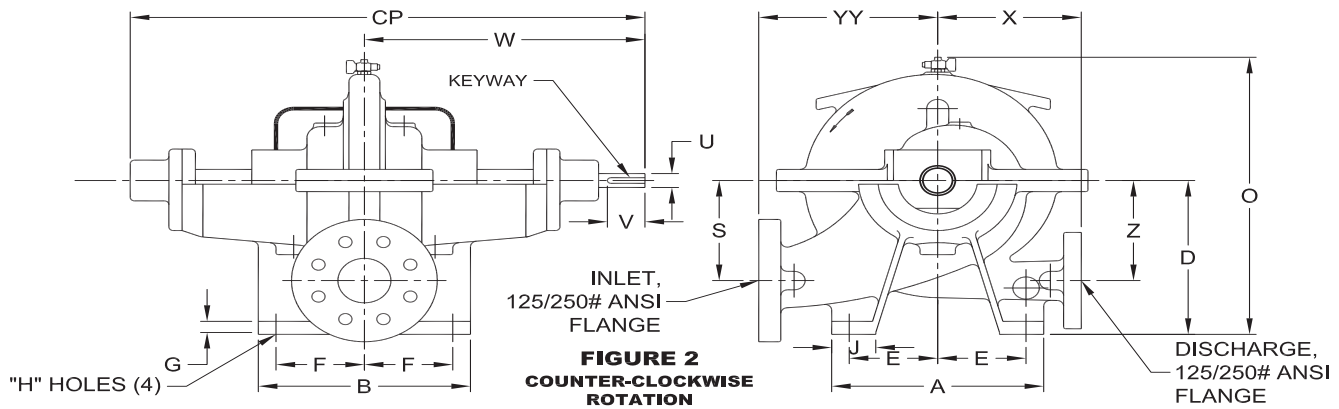 CP
W
KEYWAY
U
V
G
"H" HOLES (4)
F
F
B
YY
X
S
Z
D
O
INLET,
125/250# ANSI
FLANGE
J
E
E
A
DISCHARGE,
125/250# ANSI
FLANGE
FIGURE 2
COUNTER-CLOCKWISE
ROTATION